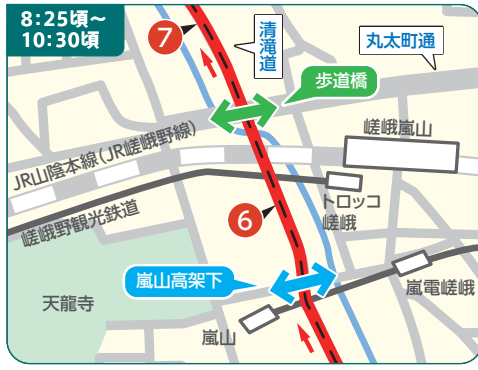 8:25頃～
10:30頃
7
清滝道
丸太町通
歩道橋
JR山陰本線(JR嵯峨野線)
嵯峨嵐山
トロッコ
嵯峨
嵯峨野観光鉄道
6
嵐山高架下
天龍寺
嵐電嵯峨
嵐山